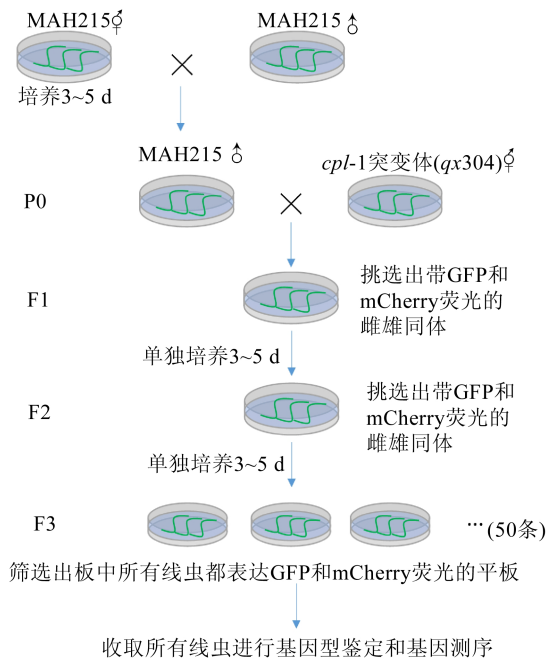 MAH215⚥
MAH215 ♂
×
培养3~5 d
MAH215 ♂
cpl-1突变体(qx304)⚥
P0
×
F1
挑选出带GFP和
mCherry荧光的
雌雄同体
单独培养3~5 d
F2
挑选出带GFP和
mCherry荧光的
雌雄同体
单独培养3~5 d
F3
···(50条)
筛选出板中所有线虫都表达GFP和mCherry荧光的平板
收取所有线虫进行基因型鉴定和基因测序